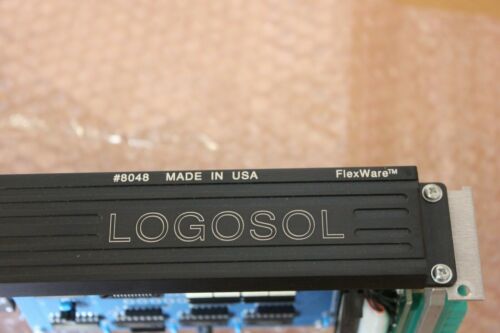 #8048 MADE IN USA FlexWare™
LOGOSOL